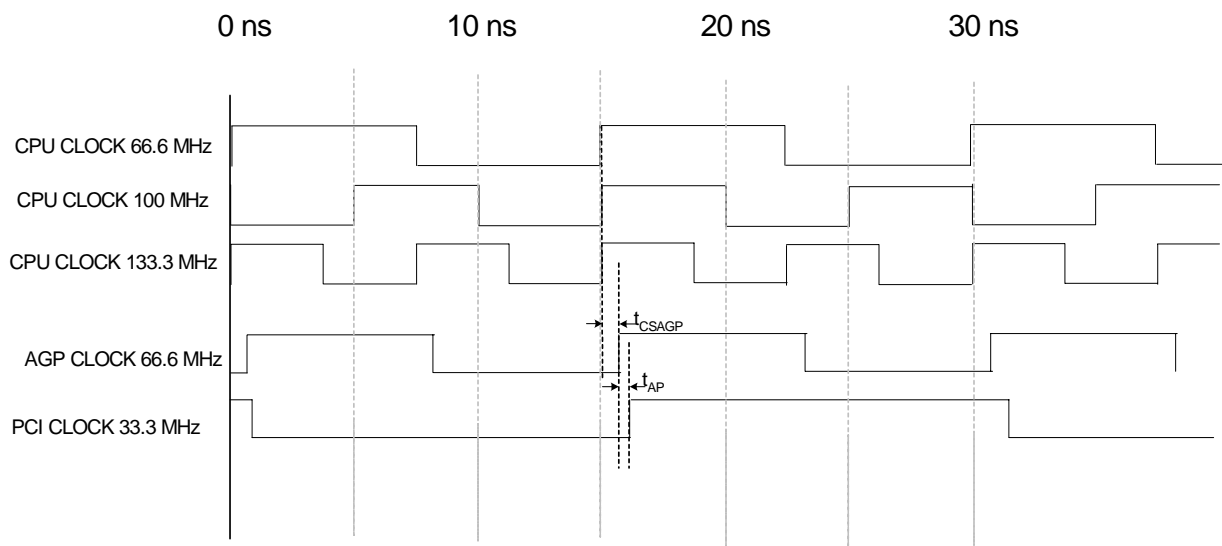 0 ns 10 ns 20 ns 30 ns
CPU CLOCK 66.6 MHz
CPU CLOCK 100 MHz
CPU CLOCK 133.3 MHz
tCSAGP
AGP CLOCK 66.6 MHz
tAP
PCI CLOCK 33.3 MHz